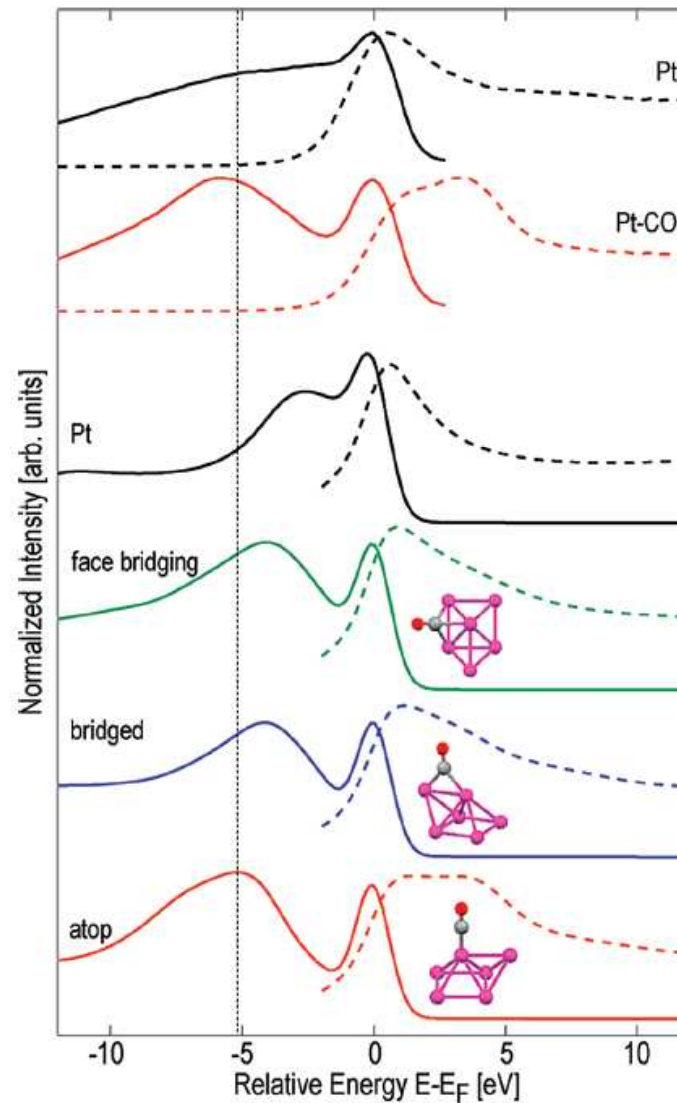 Pt
Pt-CO
Pt
face bridging
bridged
atop
Normalized Intensity [arb. units]
-10 -5 0 5 10
Relative Energy E-EF [eV]